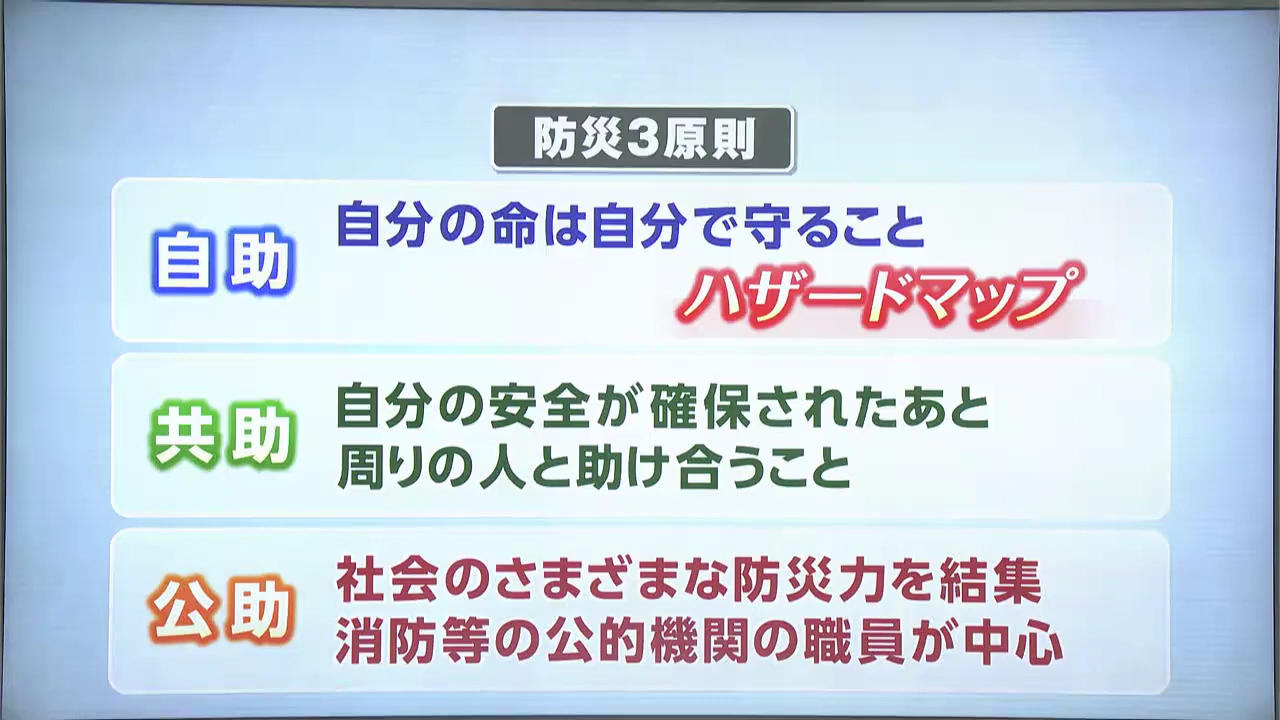 防災3原則
自助
自分の命は自分で守ること
ハザードマップ
共助
自分の安全が確保されたあと
周りの人と助け合うこと
公助
社会のさまざまな防災力を結集
消防等の公的機関の職員が中心